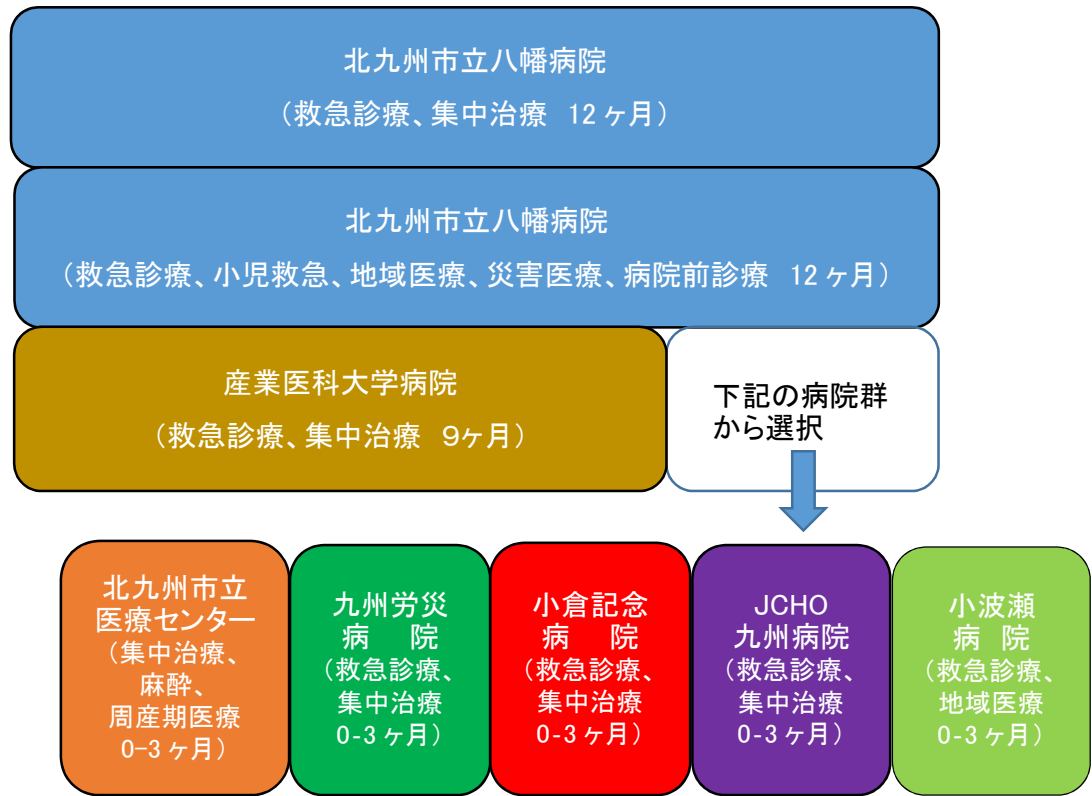 北九州市立八幡病院
（救急診療、集中治療 12ヶ月）
北九州市立八幡病院
（救急診療、小児救急、地域医療、災害医療、病院前診療 12ヶ月）
産業医科大学病院
（救急診療、集中治療 9ヶ月）
下記の病院群
から選択
北九州市立
医療センター
（集中治療、
麻酔、
周産期医療
0-3ヶ月）
九州労災
病 院
（救急診療、
集中治療
0-3ヶ月）
小倉記念
病 院
（救急診療、
集中治療
0-3ヶ月）
JCHO
九州病院
（救急診療、
集中治療
0-3ヶ月）
小波瀬
病 院
（救急診療、
地域医療
0-3ヶ月）